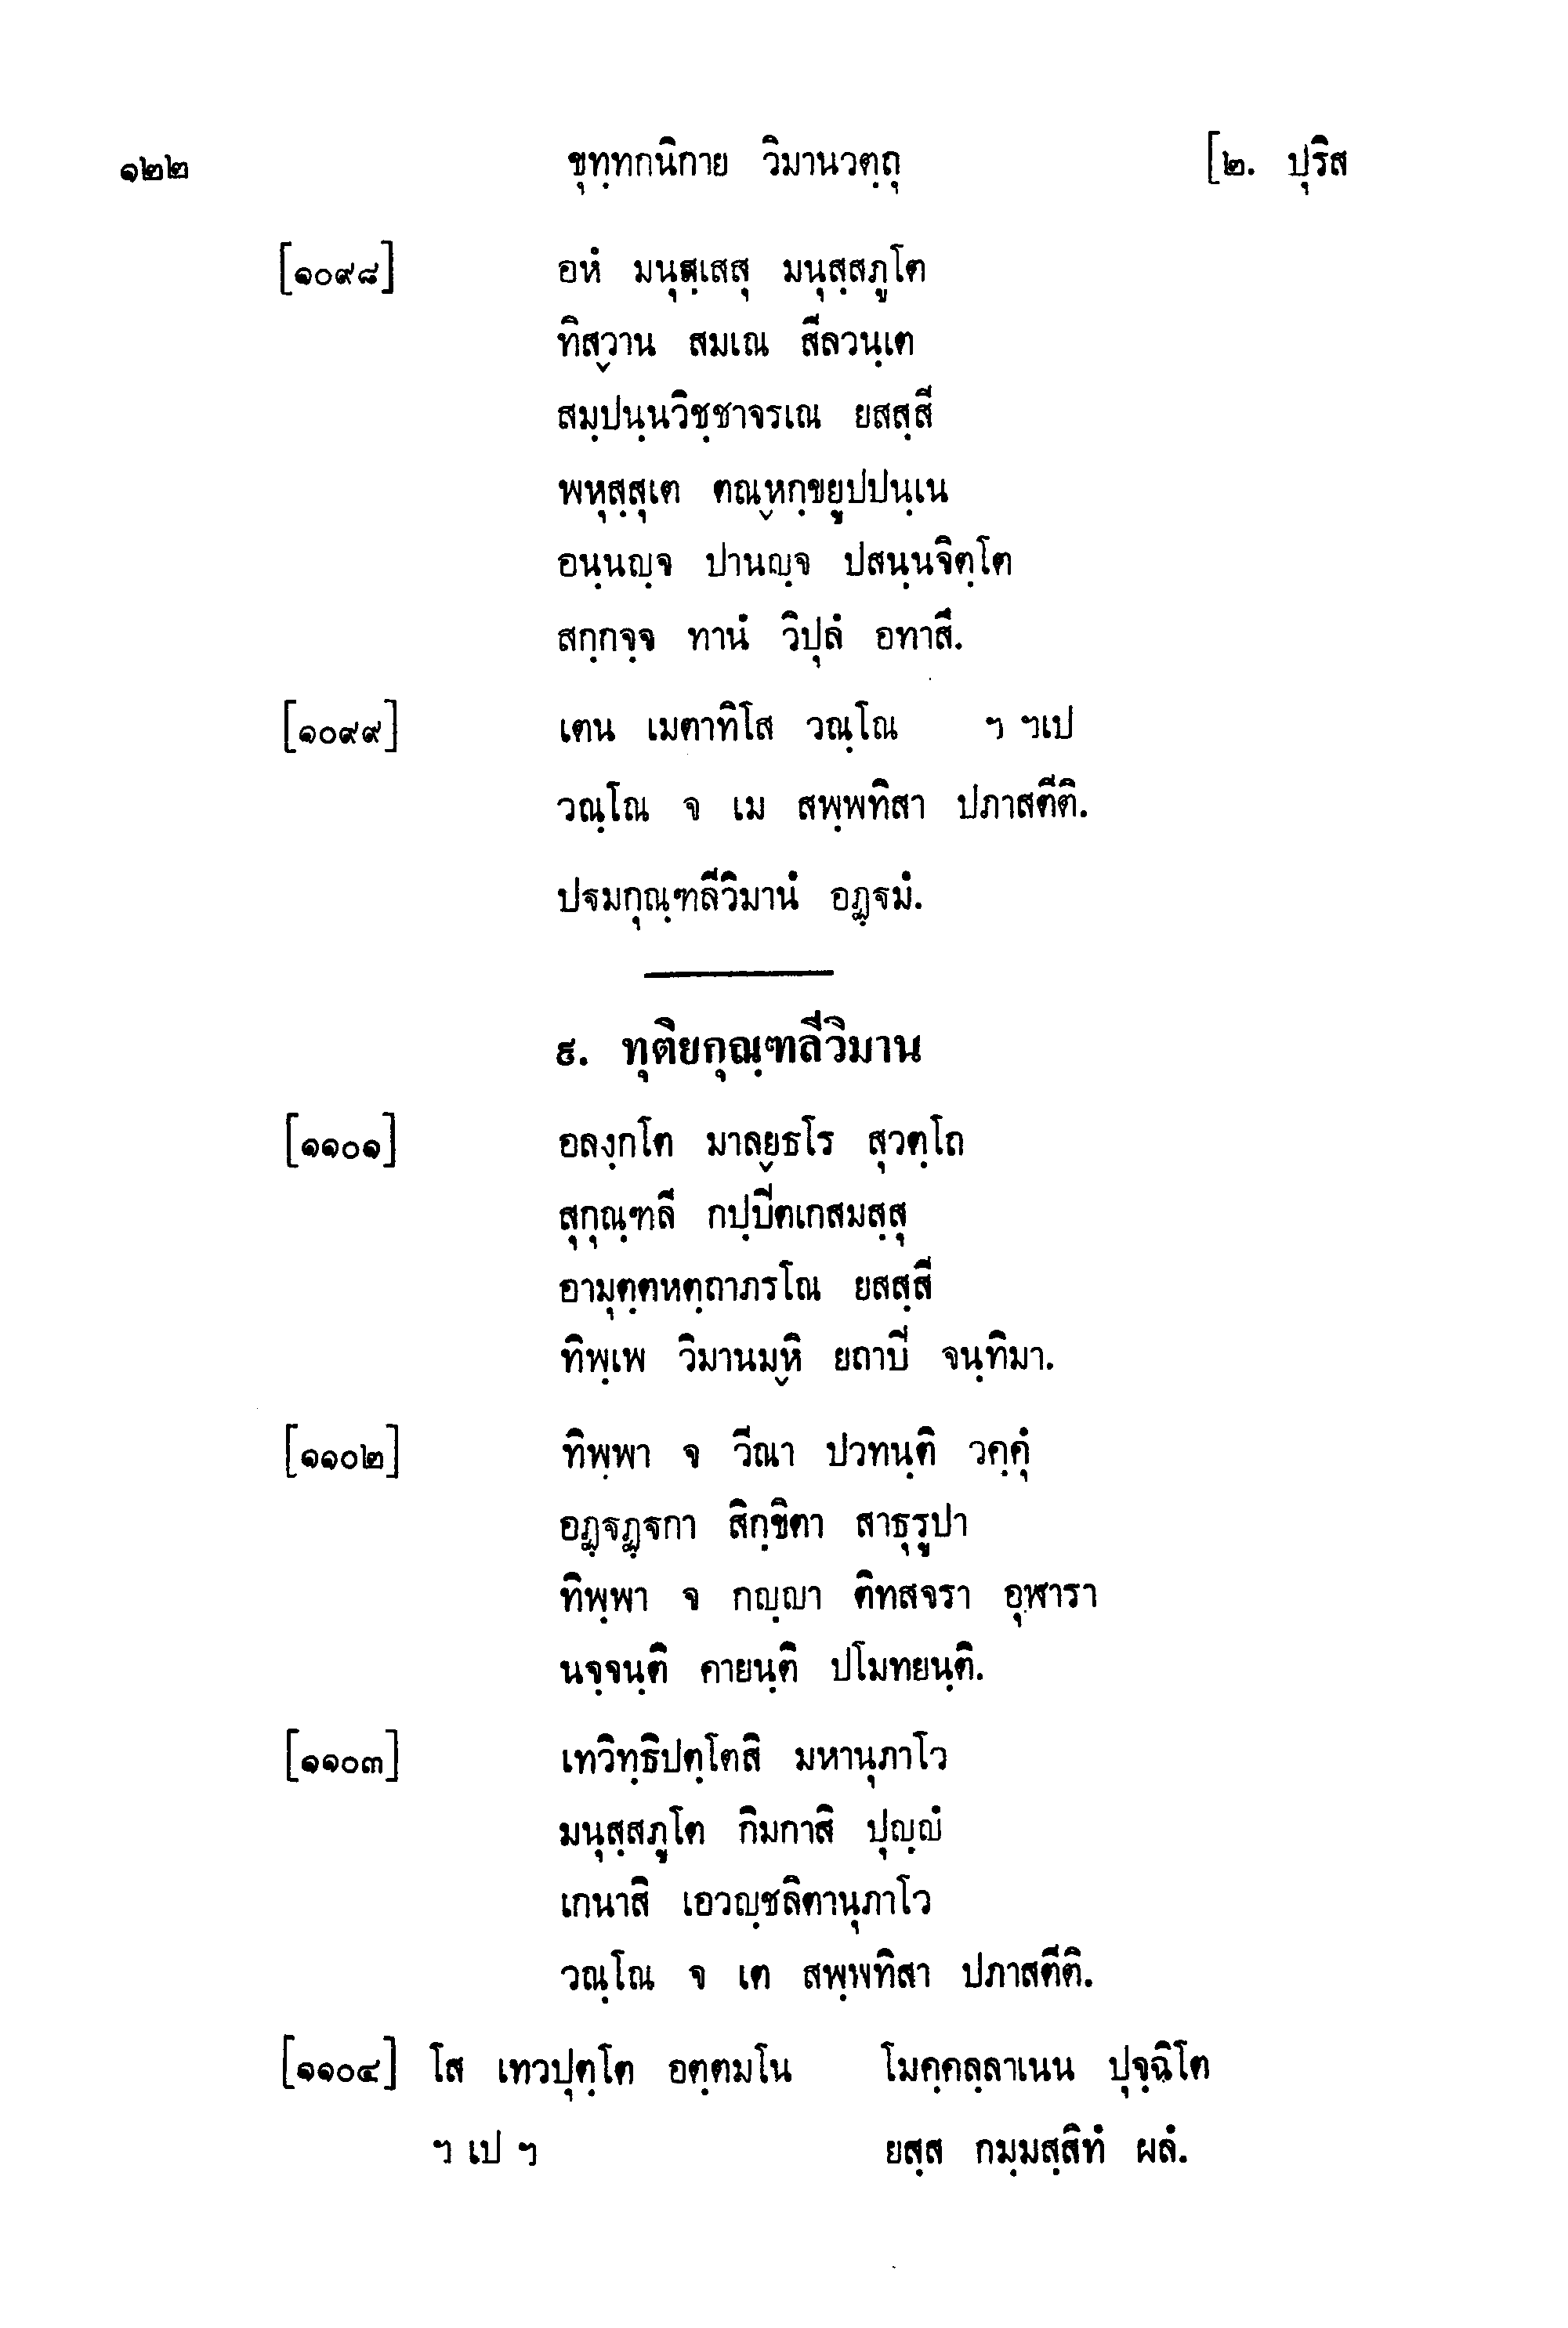 ๑๒๒ ขุทฺทกนิกาย วิมานวตฺถุ [๒. ปุริส
[๑๐๙๘] อหํ มนุสฺเสสุ มนุสฺสภูโต
ทิสฺวาน สมเณ สีลวนฺเต
สมฺปนฺนวิชฺชาจรเณ ยสสฺสี
พหุสฺสุเต ตณฺหกฺขยูปปนฺเน
อนฺนญฺจ ปานญฺจ ปสนฺนจิตฺโต
สกฺกจฺจ ทานํ วิปุลํ อทาสึ.
[๑๐๙๙] เตน เมตาทิโส วณฺโณ ฯ ฯเป
วณฺโณ จ เม สพฺพทิสา ปภาสตีติ.
ปฐมกุณฺฑลีวิมานํ อฏฺฐมํ.
๙. ทุติยกุณฺฑลีวิมาน
[๑๑๐๑] อลงฺกโต มาลฺยธโร สุวตฺโถ
สุกุณฺฑลี กปฺปิตเกสมสฺสุ
อามุตฺตหตฺถาภรโณ ยสสฺสี
ทิพฺเพ วิมานมฺหิ ยถาปิ จนฺทิมา.
[๑๑๐๒] ทิพฺพา จ วีณา ปวทนฺติ วคฺคุํ
อฏฺฐฏฺฐกา สิกฺขิตา สาธุรูปา
ทิพฺพา จ กญฺญา ติทสจรา อุฬารา
นจฺจนฺติ คายนฺติ ปโมทยนฺติ.
[๑๑๐๓] เทวิทฺธิปตฺโตสิ มหานุภาโว
มนุสฺสภูโต กิมกาสิ ปุญฺญํ
เกนาสิ เอวญฺชลิตานุภาโว
วณฺโณ จ เต สพฺพทิสา ปภาสตีติ.
[๑๑๐๔] โส เทวปุตฺโต อตฺตมโน โมคฺคลฺลาเนน ปุจฺฉิโต
ฯ เป ฯ ยสฺส กมฺมสฺสิทํ ผลํ.